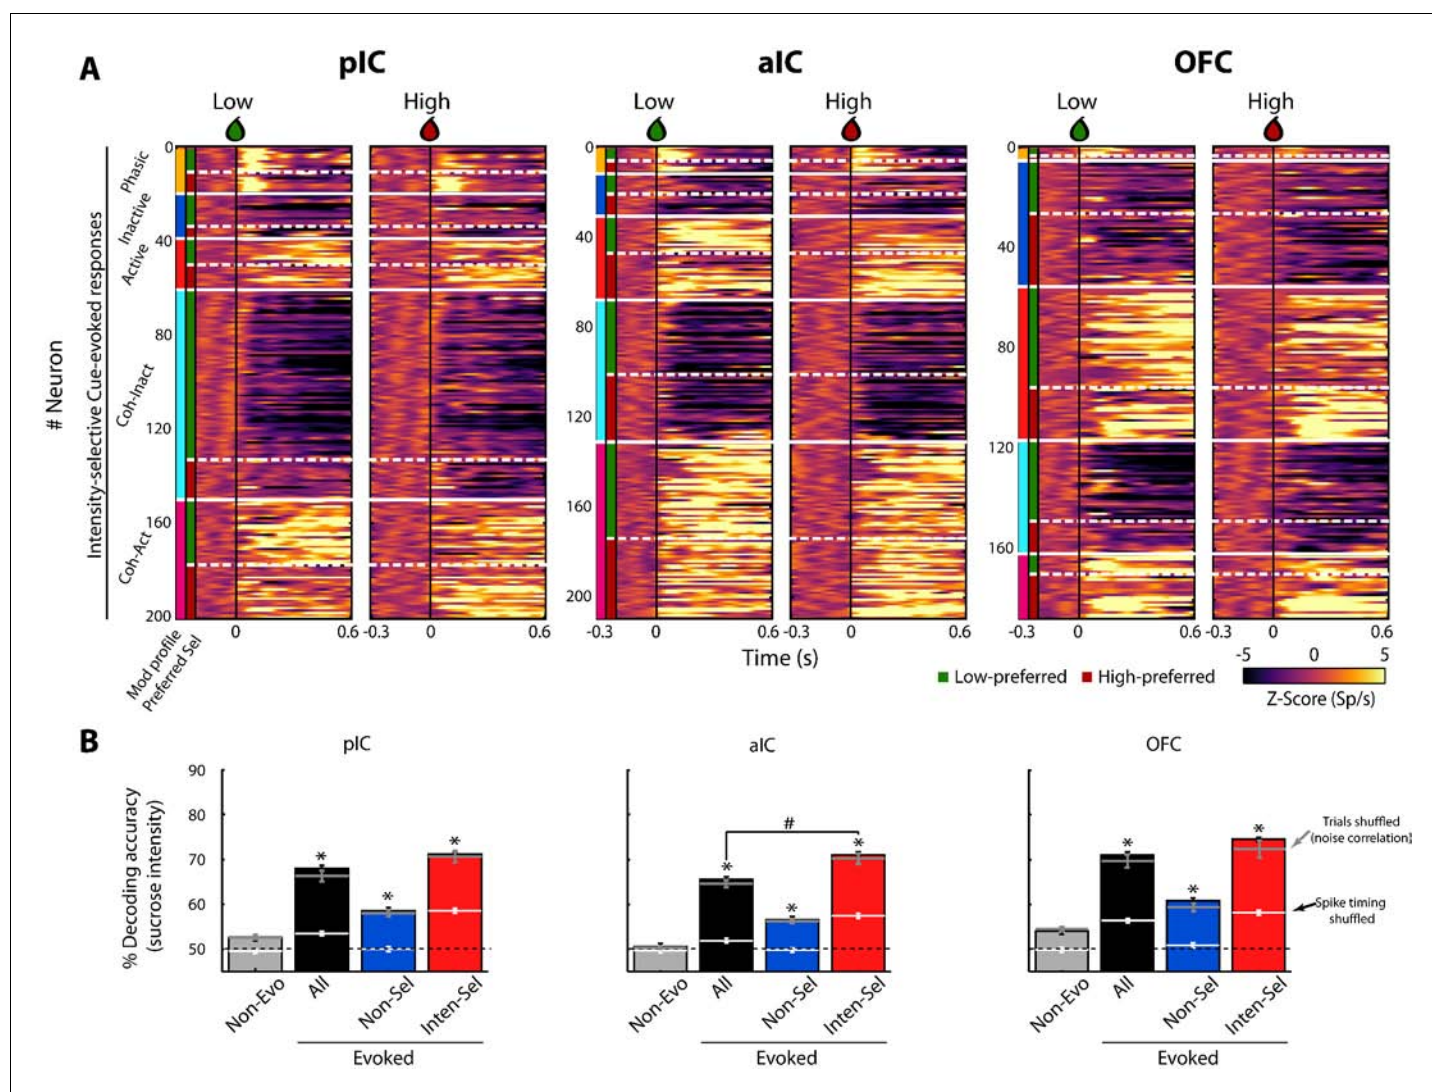 A
pIC
aIC
OFC
Low
High
Low
High
Low
High
# Neuron
Intensity-selective Cue-evoked responses
Phasic
Inactive
Active
Coh-Inact
Coh-Act
0
40
80
120
160
200
0
40
80
120
160
200
0
40
80
120
160
Mod profile
Preferred Sel
0
0.6
-0.3
0
0.6
-0.3
0
0.6
-0.3
0
0.6
-0.3
0
0.6
-0.3
0
0.6
Time (s)
Low-preferred
High-preferred
-5
0
5
Z-Score (Sp/s)
B
pIC
aIC
OFC
% Decoding accuracy
(sucrose intensity)
90
80
70
60
50
*
*
*
#
*
*
*
*
*
*
Trials shuffled
(noise correlation)
Spike timing
shuffled
Non-Evo
All
Non-Sel
Inten-Sel
Evoked
Non-Evo
All
Non-Sel
Inten-Sel
Evoked
Non-Evo
All
Non-Sel
Inten-Sel
Evoked